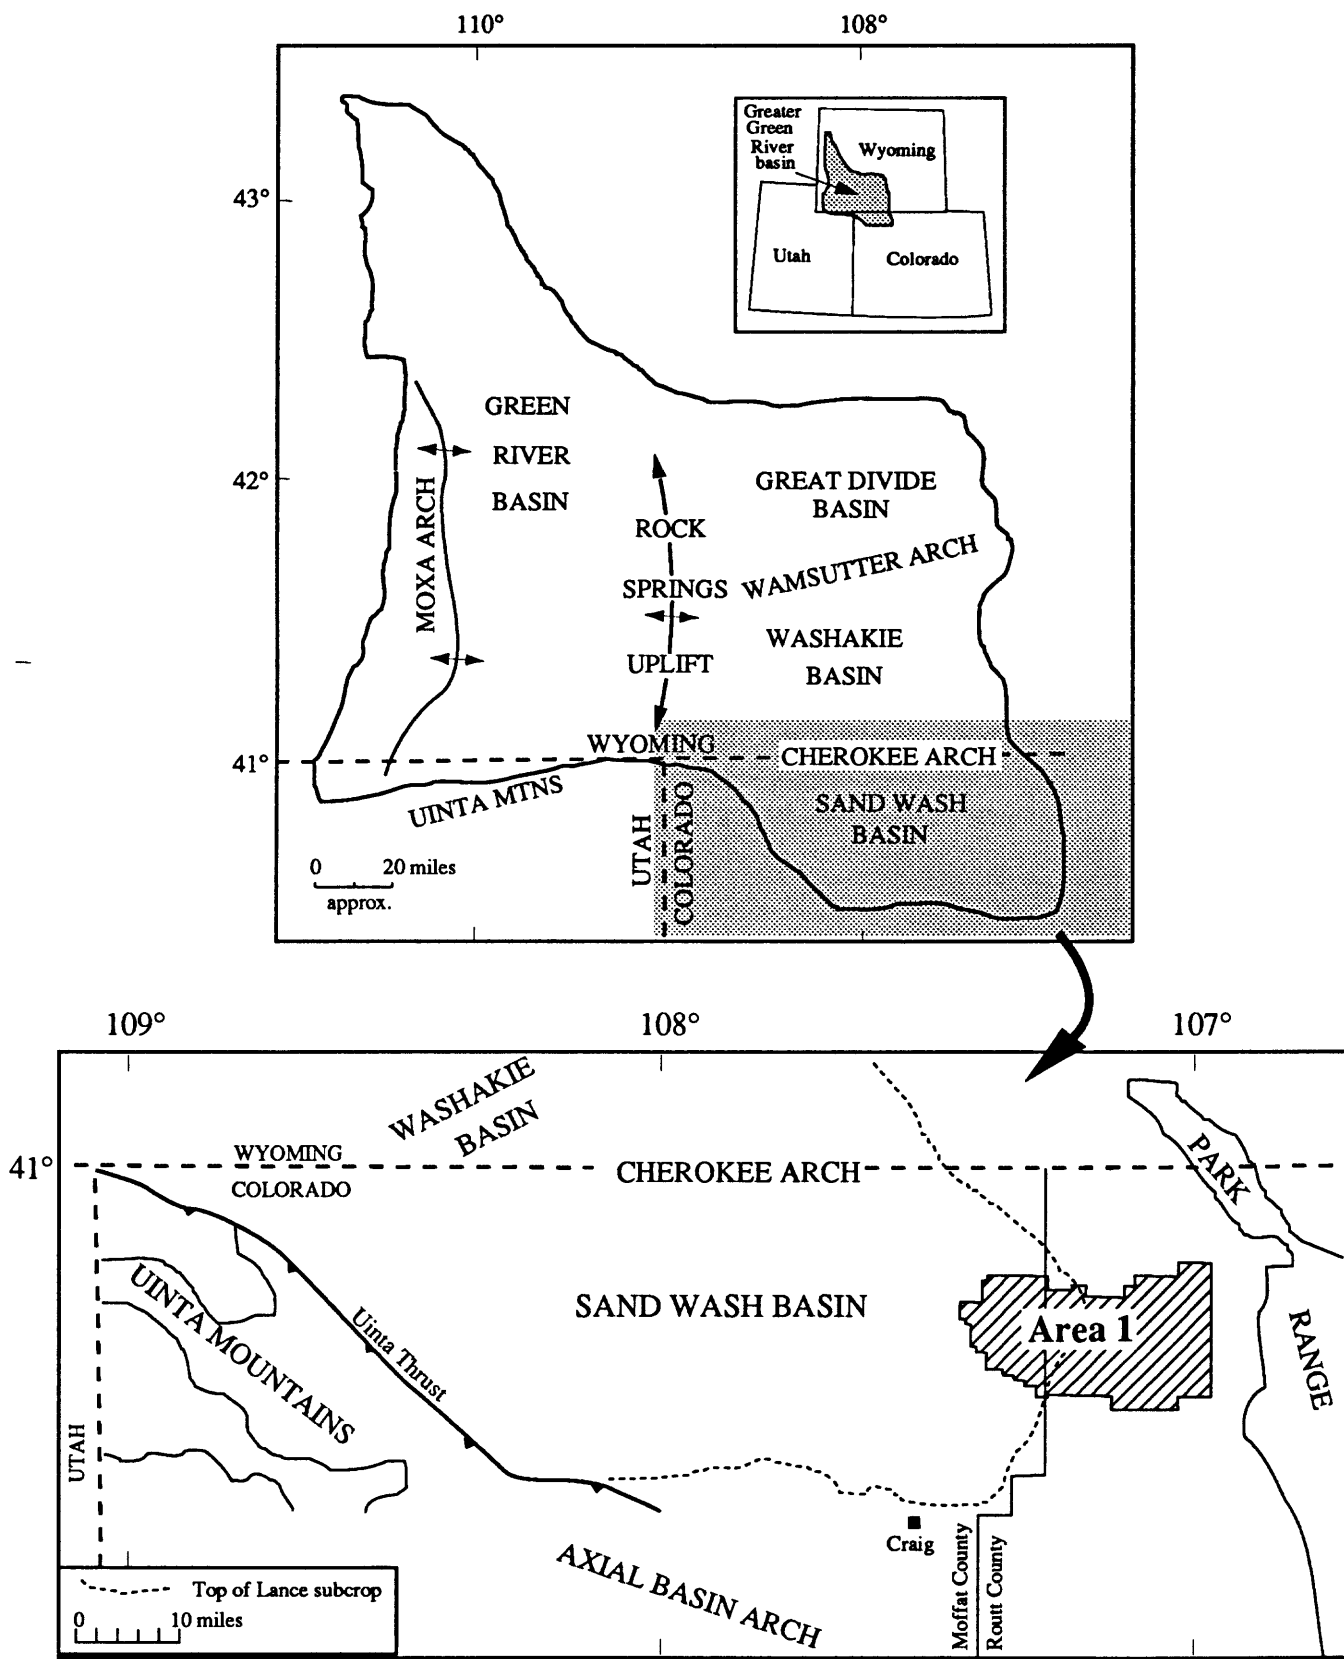 110°
108°
Greater
Green
River
basin
Wyoming
Utah
Colorado
43°
42°
41°
GREEN
RIVER
BASIN
MOXA ARCH
ROCK
SPRINGS
UPLIFT
GREAT DIVIDE
BASIN
WAMSUTTER ARCH
WASHAKIE
BASIN
WYOMING
CHEROKEE ARCH
SAND WASH
BASIN
UINTA MTNS
UTAH
COLORADO
0 20 miles
approx.
109°
108°
107°
41°
WASHAKIE
BASIN
WYOMING
COLORADO
CHEROKEE ARCH
PARK
RANGE
UINTA MOUNTAINS
Uinta Thrust
SAND WASH BASIN
Area 1
UTAH
Craig
AXIAL BASIN ARCH
Moffat County
Routt County
Top of Lance subcrop
0 10 miles